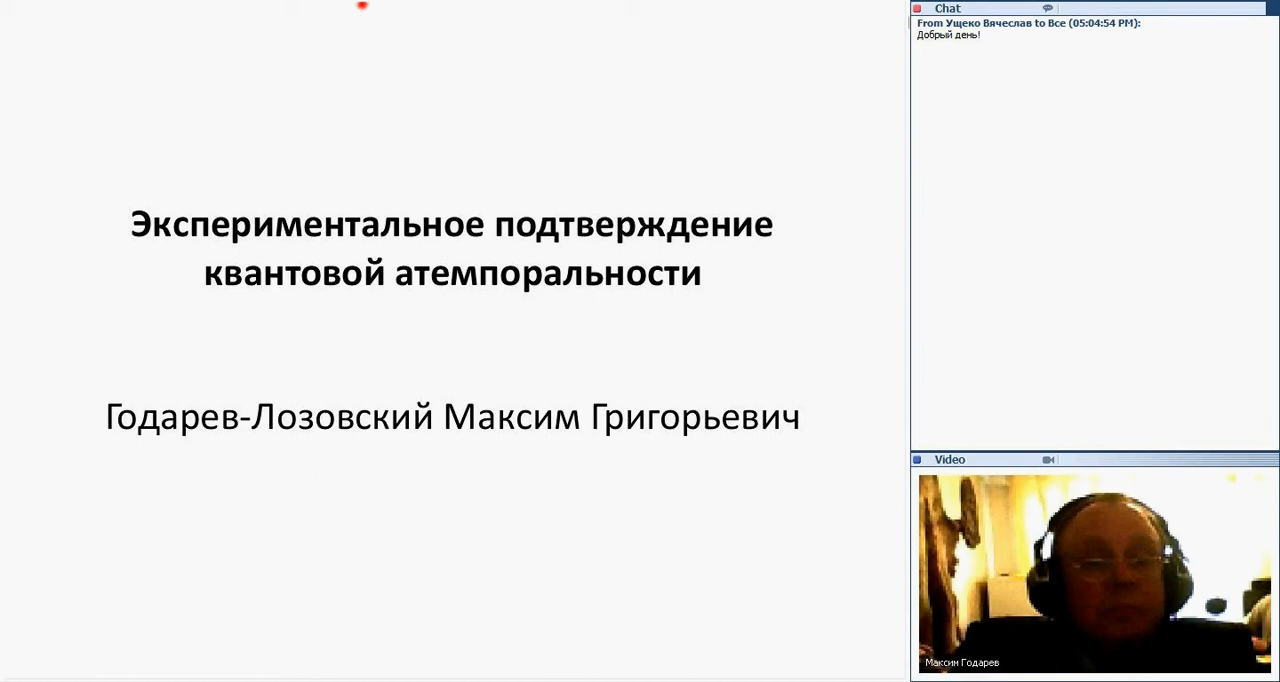 Экспериментальное подтверждение
квантовой атемпоральности
Годарев-Лозовский Максим Григорьевич
Chat
From Ущеко Вячеслав to Все (05:04:54 PM):
Добрый день!
Video
Максим Годарев